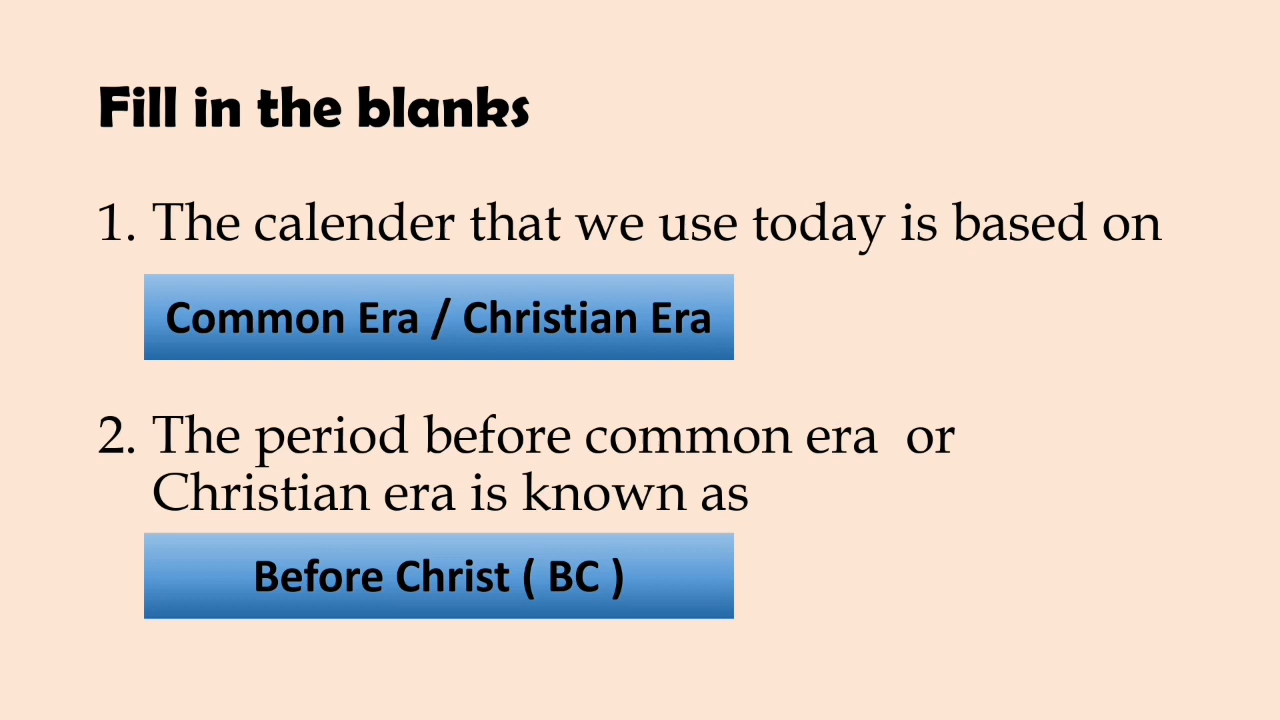 Fill in the blanks
1. The calender that we use today is based on
Common Era / Christian Era
2. The period before common era  or
Christian era is known as
Before Christ ( BC )